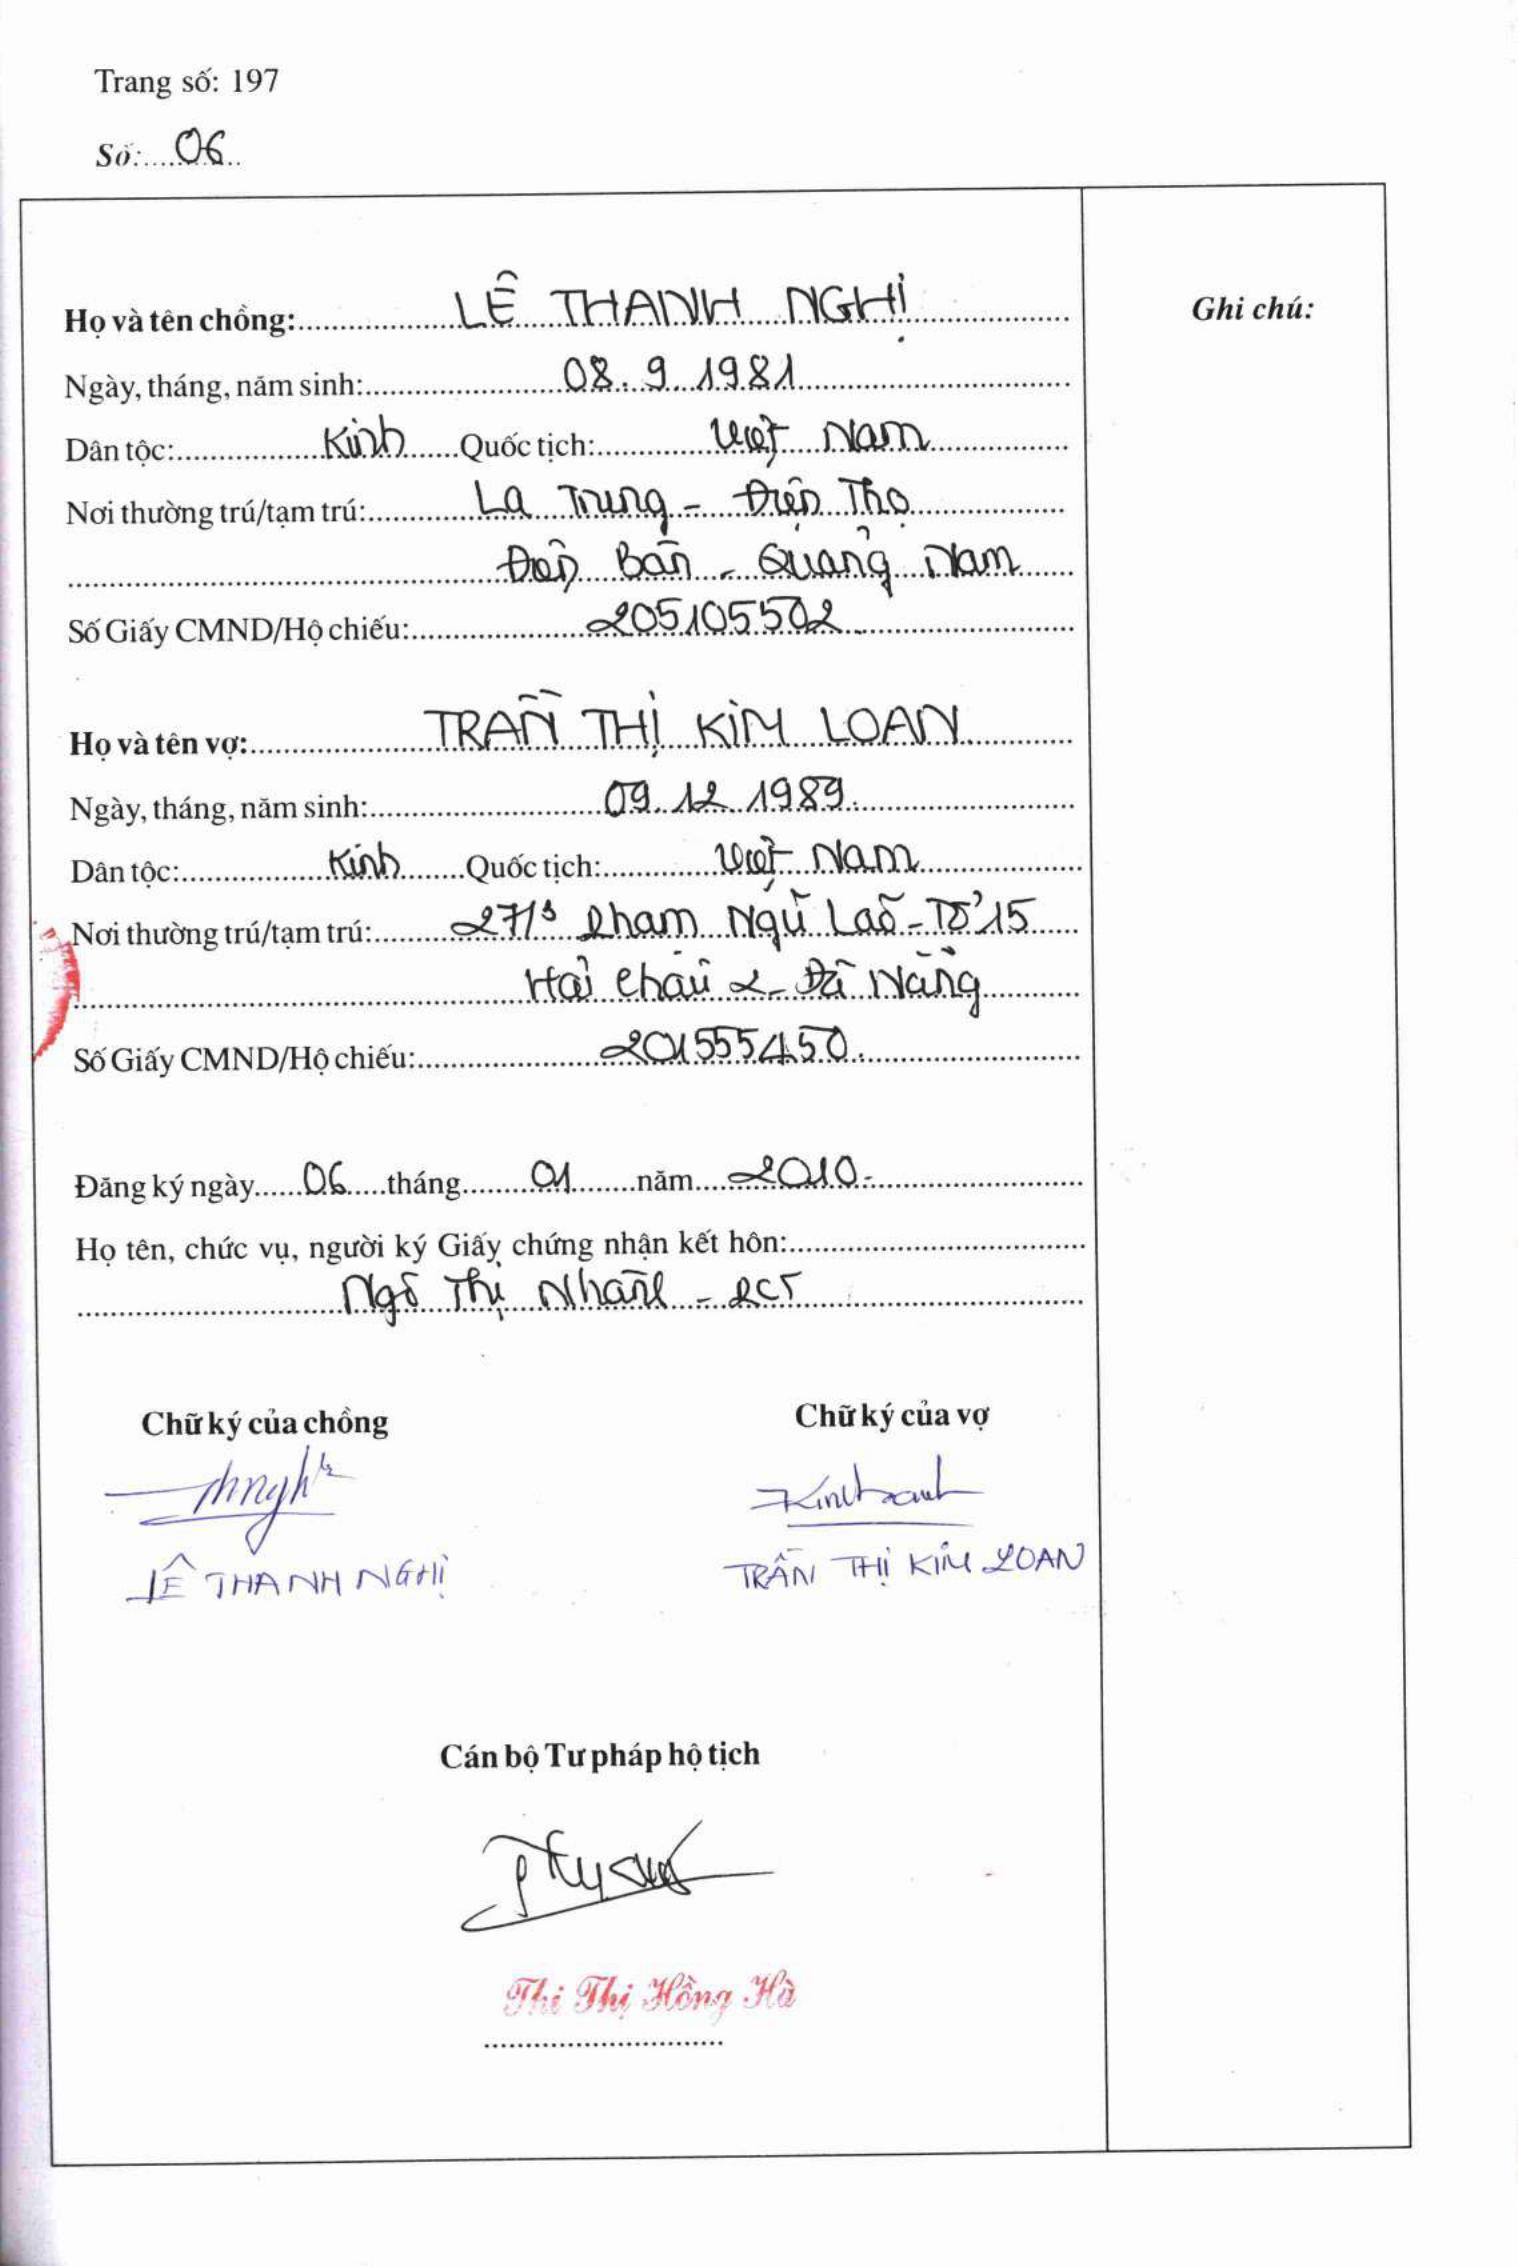 Trang số: 197
Số: 06
Họ và tên chồng: LÊ THANH NGHỊ
Ghi chú:
Ngày, tháng, năm sinh: 08.9.1981
Dân tộc: Kinh Quốc tịch: Việt Nam
Nơi thường trú/tạm trú: La Trung - Điện Thọ
Điện Bàn - Quảng Nam
Số Giấy CMND/Hộ chiếu: 205105502
Họ và tên vợ: TRẦN THỊ KIM LOAN
Ngày, tháng, năm sinh: 09.12.1989.
Dân tộc: Kinh Quốc tịch: Việt Nam
Nơi thường trú/tạm trú: Phạm Ngũ Lão - Tổ 15
Hải Châu 2 - Đà Nẵng
Số Giấy CMND/Hộ chiếu: 201555450.
Đăng ký ngày 06 tháng 01 năm 2010.
Họ tên, chức vụ, người ký Giấy chứng nhận kết hôn:
Ngô Thị - PCT
Chữ ký của chồng Chữ ký của vợ
LÊ THANH NGHỊ TRẦN THỊ KIM LOAN
Cán bộ Tư pháp hộ tịch
Thi Thị Hồng Hà